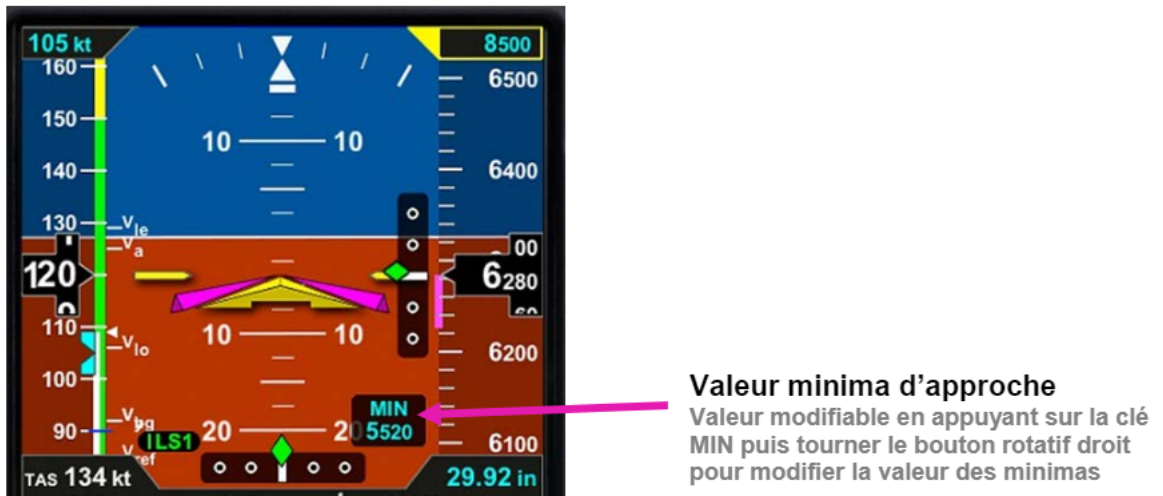 105 kt
8500
160
6500
150
10 10
140
6400
130
Vle
Va
00
120
6280
110
Vlo
10 10
6200
100
MIN
5520
90
ILS1
20 20
Vref
6100
TAS 134 kt
29.92 in
Valeur minima d’approche
Valeur modifiable en appuyant sur la clé
MIN puis tourner le bouton rotatif droit
pour modifier la valeur des minimas